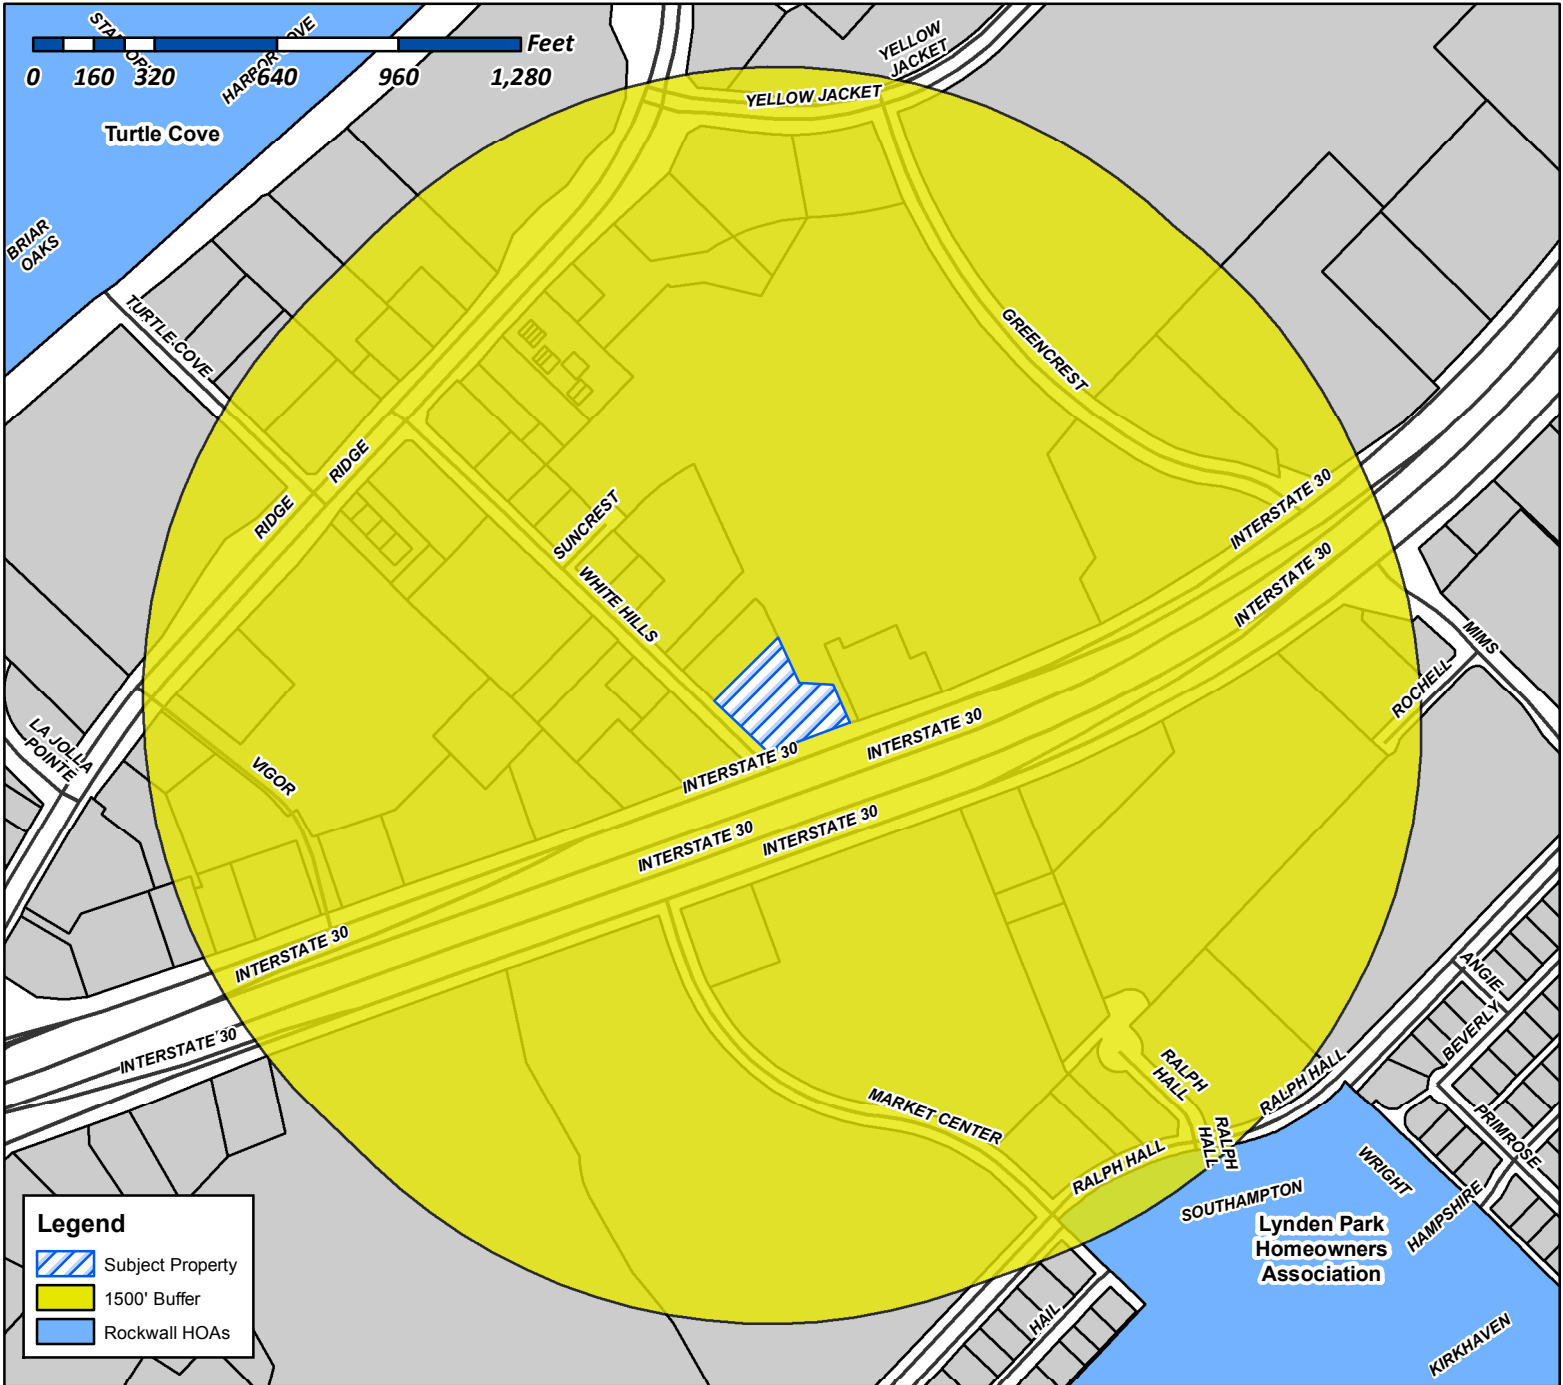 STANFORD
HARBOR COVE
Feet
0 160 320 640 960 1,280
Turtle Cove
BRIAR
OAKS
YELLOW
JACKET
YELLOW JACKET
TURTLE COVE
GREENCREST
RIDGE
RIDGE
SUNCREST
WHITE HILLS
INTERSTATE 30
INTERSTATE 30
MIMS
ROCHELL
LA JOLLA
POINTE
VIGOR
INTERSTATE 30
INTERSTATE 30
INTERSTATE 30
INTERSTATE 30
INTERSTATE 30
INTERSTATE 30
ANGIE
BEVERLY
RALPH
HALL
RALPH HALL
MARKET CENTER
RALPH
HALL
RALPH HALL
PRIMROSE
WRIGHT
SOUTHAMPTON
HAMPSHIRE
Lynden Park
Homeowners
Association
HAIL
KIRKHAVEN
Legend
Subject Property
1500' Buffer
Rockwall HOAs